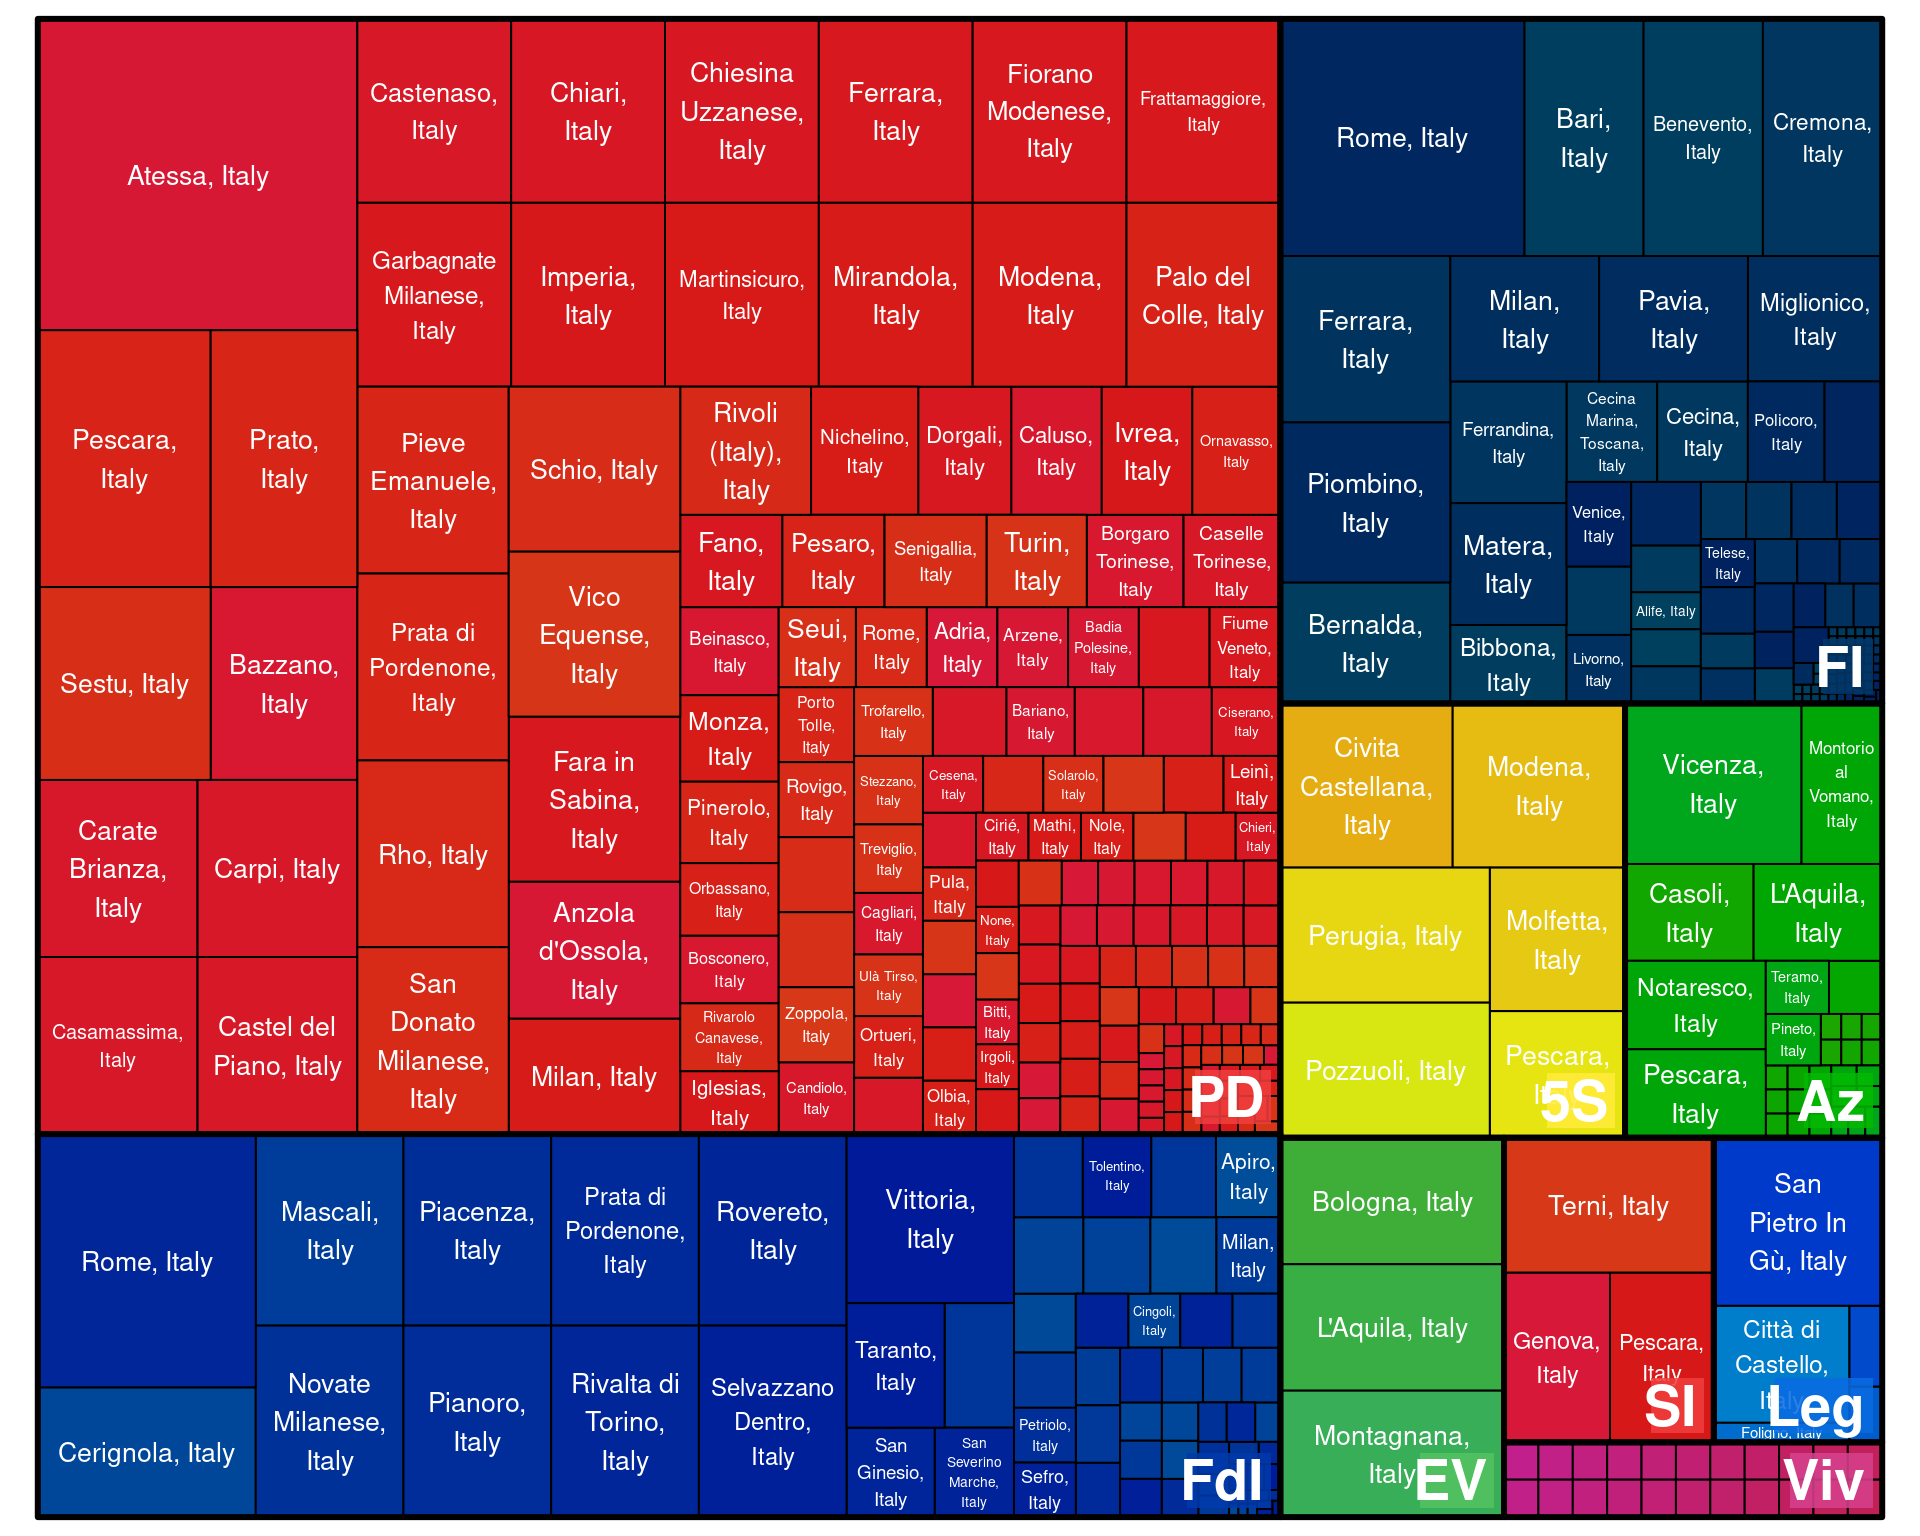 Atessa, Italy
Castenaso,
Italy
Chiari,
Italy
Chiesina
Uzzanese,
Italy
Ferrara,
Italy
Fiorano
Modenese,
Italy
Frattamaggiore,
Italy
Garbagnate
Milanese,
Italy
Imperia,
Italy
Martinsicuro,
Italy
Mirandola,
Italy
Modena,
Italy
Palo del
Colle, Italy
Pescara,
Italy
Prato,
Italy
Sestu, Italy
Bazzano,
Italy
Carate
Brianza,
Italy
Carpi, Italy
Casamassima,
Italy
Castel del
Piano, Italy
Pieve
Emanuele,
Italy
Prata di
Pordenone,
Italy
Rho, Italy
San
Donato
Milanese,
Italy
Schio, Italy
Vico
Equense,
Italy
Fara in
Sabina,
Italy
Anzola
d'Ossola,
Italy
Milan, Italy
Rivoli
(Italy),
Italy
Nichelino,
Italy
Dorgali,
Italy
Caluso,
Italy
Ivrea,
Italy
Ornavasso,
Italy
Fano,
Italy
Pesaro,
Italy
Senigallia,
Italy
Turin,
Italy
Borgaro
Torinese,
Italy
Caselle
Torinese,
Italy
Beinasco,
Italy
Monza,
Italy
Pinerolo,
Italy
Orbassano,
Italy
Bosconero,
Italy
Rivarolo
Canavese,
Italy
Iglesias,
Italy
Seui,
Italy
Rome,
Italy
Adria,
Italy
Arzene,
Italy
Badia
Polesine,
Italy
Fiume
Veneto,
Italy
Porto
Tolle,
Italy
Rovigo,
Italy
Zoppola,
Italy
Candiolo,
Italy
Trofarello,
Italy
Bariano,
Italy
Ciserano,
Italy
Stezzano,
Italy
Treviglio,
Italy
Cagliari,
Italy
Ulà Tirso,
Italy
Ortueri,
Italy
Cesena,
Italy
Solarolo,
Italy
Leinì,
Italy
Cirié,
Italy
Mathi,
Italy
Nole,
Italy
Chieri,
Italy
Pula,
Italy
None,
Italy
Bitti,
Italy
Irgoli,
Italy
Olbia,
Italy
PD
Rome, Italy
Bari,
Italy
Benevento,
Italy
Cremona,
Italy
Ferrara,
Italy
Piombino,
Italy
Bernalda,
Italy
Milan,
Italy
Pavia,
Italy
Miglionico,
Italy
Ferrandina,
Italy
Matera,
Italy
Bibbona,
Italy
Cecina
Marina,
Toscana,
Italy
Cecina,
Italy
Policoro,
Italy
Venice,
Italy
Livorno,
Italy
Alife, Italy
Telese,
Italy
FI
Civita
Castellana,
Italy
Modena,
Italy
Perugia, Italy
Pozzuoli, Italy
Molfetta,
Italy
Pescara,
5S
Vicenza,
Italy
Montorio
al
Vomano,
Italy
Casoli,
Italy
L'Aquila,
Italy
Notaresco,
Italy
Pescara,
Italy
Teramo,
Italy
Pineto,
Italy
Az
Rome, Italy
Cerignola, Italy
Mascali,
Italy
Piacenza,
Italy
Prata di
Pordenone,
Italy
Rovereto,
Italy
Novate
Milanese,
Italy
Pianoro,
Italy
Rivalta di
Torino,
Italy
Selvazzano
Dentro,
Italy
Vittoria,
Italy
Taranto,
Italy
San
Ginesio,
Italy
San
Severino
Marche,
Italy
Tolentino,
Italy
Apiro,
Italy
Milan,
Italy
Cingoli,
Italy
Petriolo,
Italy
Sefro,
Italy
FdI
Bologna, Italy
L'Aquila, Italy
Montagnana,
Italy
EV
Terni, Italy
Genova,
Italy
Pescara,
Italy
SI
San
Pietro In
Gù, Italy
Città di
Castello,
Italy
Foligno, Italy
Leg
Viv